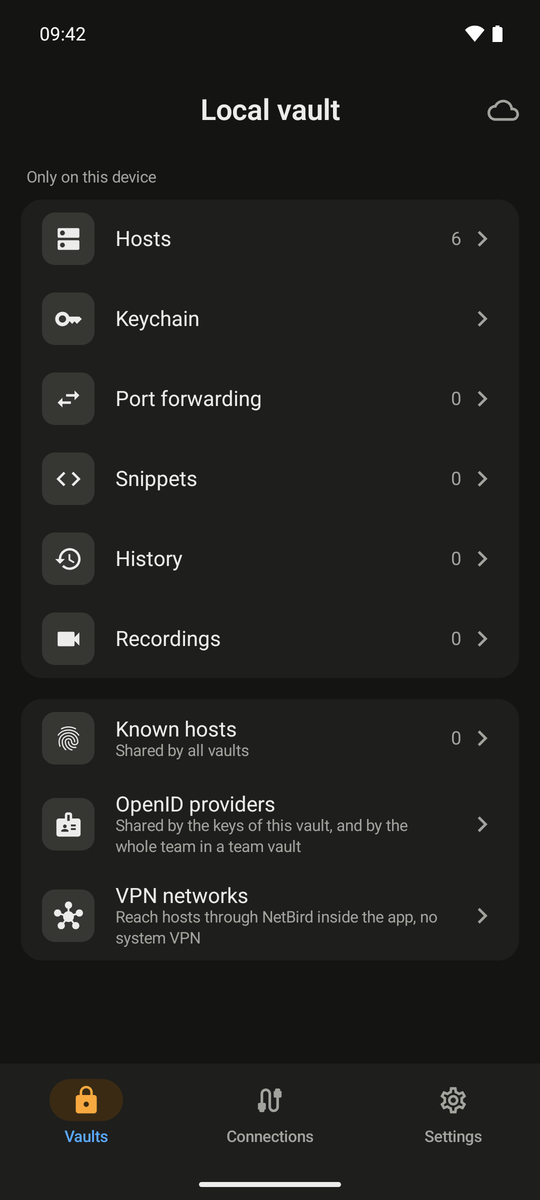 09:42
Local vault
Only on this device
Hosts 6
Keychain
Port forwarding 0
Snippets 0
History 0
Recordings 0
Known hosts 0
Shared by all vaults
OpenID providers
Shared by the keys of this vault, and by the
whole team in a team vault
VPN networks
Reach hosts through NetBird inside the app, no
system VPN
Vaults Connections Settings